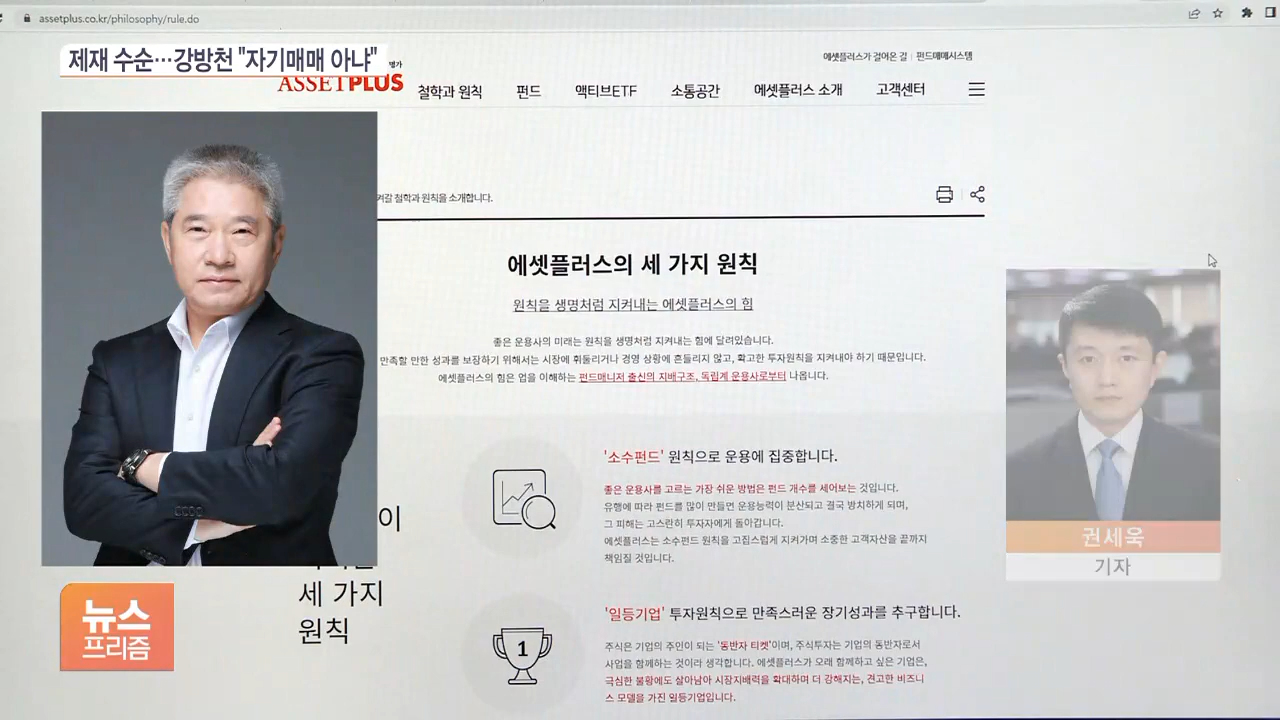 assetplus.co.kr/philosophy/rule.do
제재 수순…강방천 "자기매매 아냐"
에셋플러스가 걸어온 길 | 펀드매매시스템
ASSETPLUS
철학과 원칙 펀드 액티브ETF 소통공간 에셋플러스 소개 고객센터
켜갈 철학과 원칙을 소개합니다.
에셋플러스의 세 가지 원칙
원칙을 생명처럼 지켜내는 에셋플러스의 힘
좋은 운용사의 미래는 원칙을 생명처럼 지켜내는 힘에 달려있습니다.
만족할 만한 성과를 보장하기 위해서는 시장에 휘둘리거나 경영 상황에 흔들리지 않고, 확고한 투자원칙을 지켜내야 하기 때문입니다.
에셋플러스의 힘은 업을 이해하는 펀드매니저 출신의 지배구조, 독립계 운용사로부터 나옵니다.
'소수펀드' 원칙으로 운용에 집중합니다.
좋은 운용사를 고르는 가장 쉬운 방법은 펀드 개수를 세어보는 것입니다.
유행에 따라 펀드를 많이 만들면 운용능력이 분산되고 결국 방치하게 되며,
그 피해는 고스란히 투자자에게 돌아갑니다.
에셋플러스는 소수펀드 원칙을 고집스럽게 지켜가며 소중한 고객자산을 끝까지
책임질 것입니다.
이
세 가지
원칙
'일등기업' 투자원칙으로 만족스러운 장기성과를 추구합니다.
1
주식은 기업의 주인이 되는 '동반자 티켓'이며, 주식투자는 기업의 동반자로서
사업을 함께하는 것이라 생각합니다. 에셋플러스가 오래 함께하고 싶은 기업은,
극심한 불황에도 살아남아 시장지배력을 확대하며 더 강해지는, 견고한 비즈니
스 모델을 가진 일등기업입니다.
권세욱
기자
뉴스
프리즘